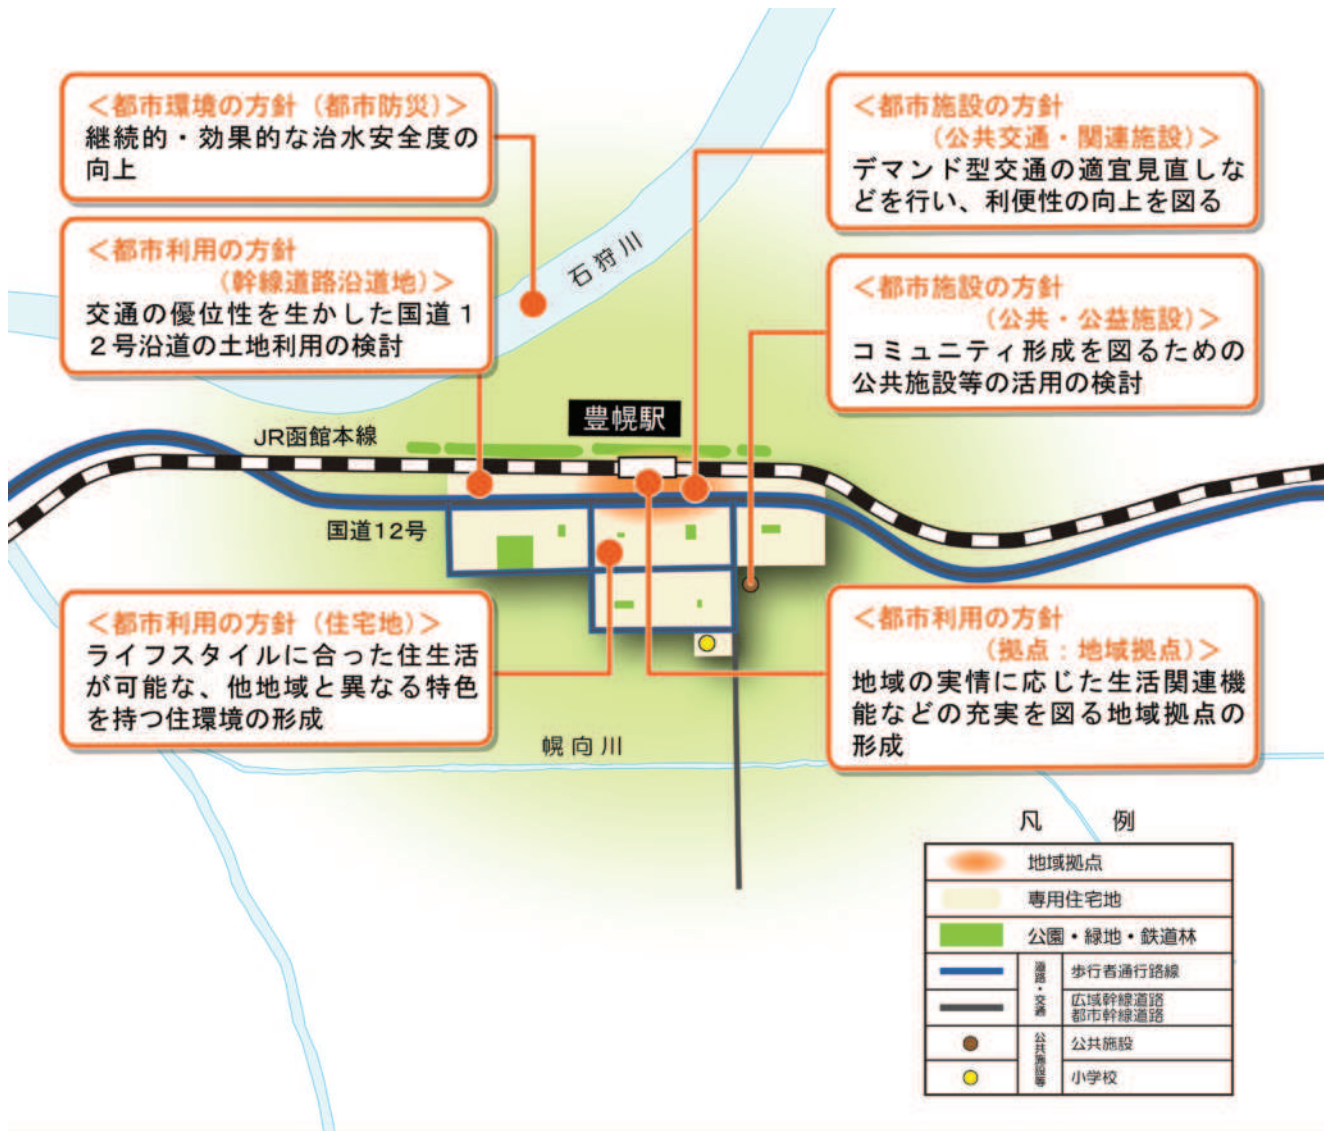 <都市環境の方針（都市防災）>
継続的・効果的な治水安全度の
向上
<都市利用の方針
（幹線道路沿道地）>
交通の優位性を生かした国道１
２号沿道の土地利用の検討
<都市施設の方針
（公共交通・関連施設）>
デマンド型交通の適宜見直しな
どを行い、利便性の向上を図る
<都市施設の方針
（公共・公益施設）>
コミュニティ形成を図るための
公共施設等の活用の検討
石狩川
豊幌駅
JR函館本線
国道12号
<都市利用の方針（住宅地）>
ライフスタイルに合った住生活
が可能な、他地域と異なる特色
を持つ住環境の形成
<都市利用の方針
（拠点：地域拠点）>
地域の実情に応じた生活関連機
能などの充実を図る地域拠点の
形成
幌向川
凡　例
地域拠点
専用住宅地
公園・緑地・鉄道林
道路・交通
歩行者通行路線
広域幹線道路
都市幹線道路
公共施設等
公共施設
小学校